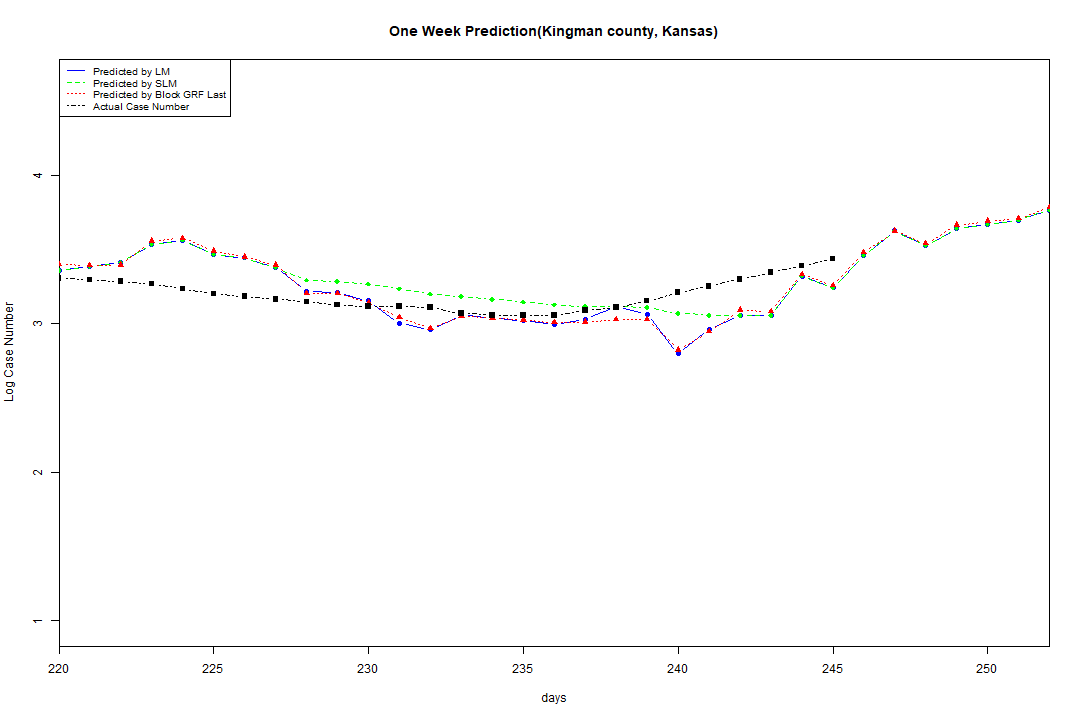 One Week Prediction(Kingman county, Kansas)
Predicted by LM
Predicted by SLM
Predicted by Block GRF Last
Actual Case Number
4
3
2
1
Log Case Number
220 225 230 235 240 245 250
days